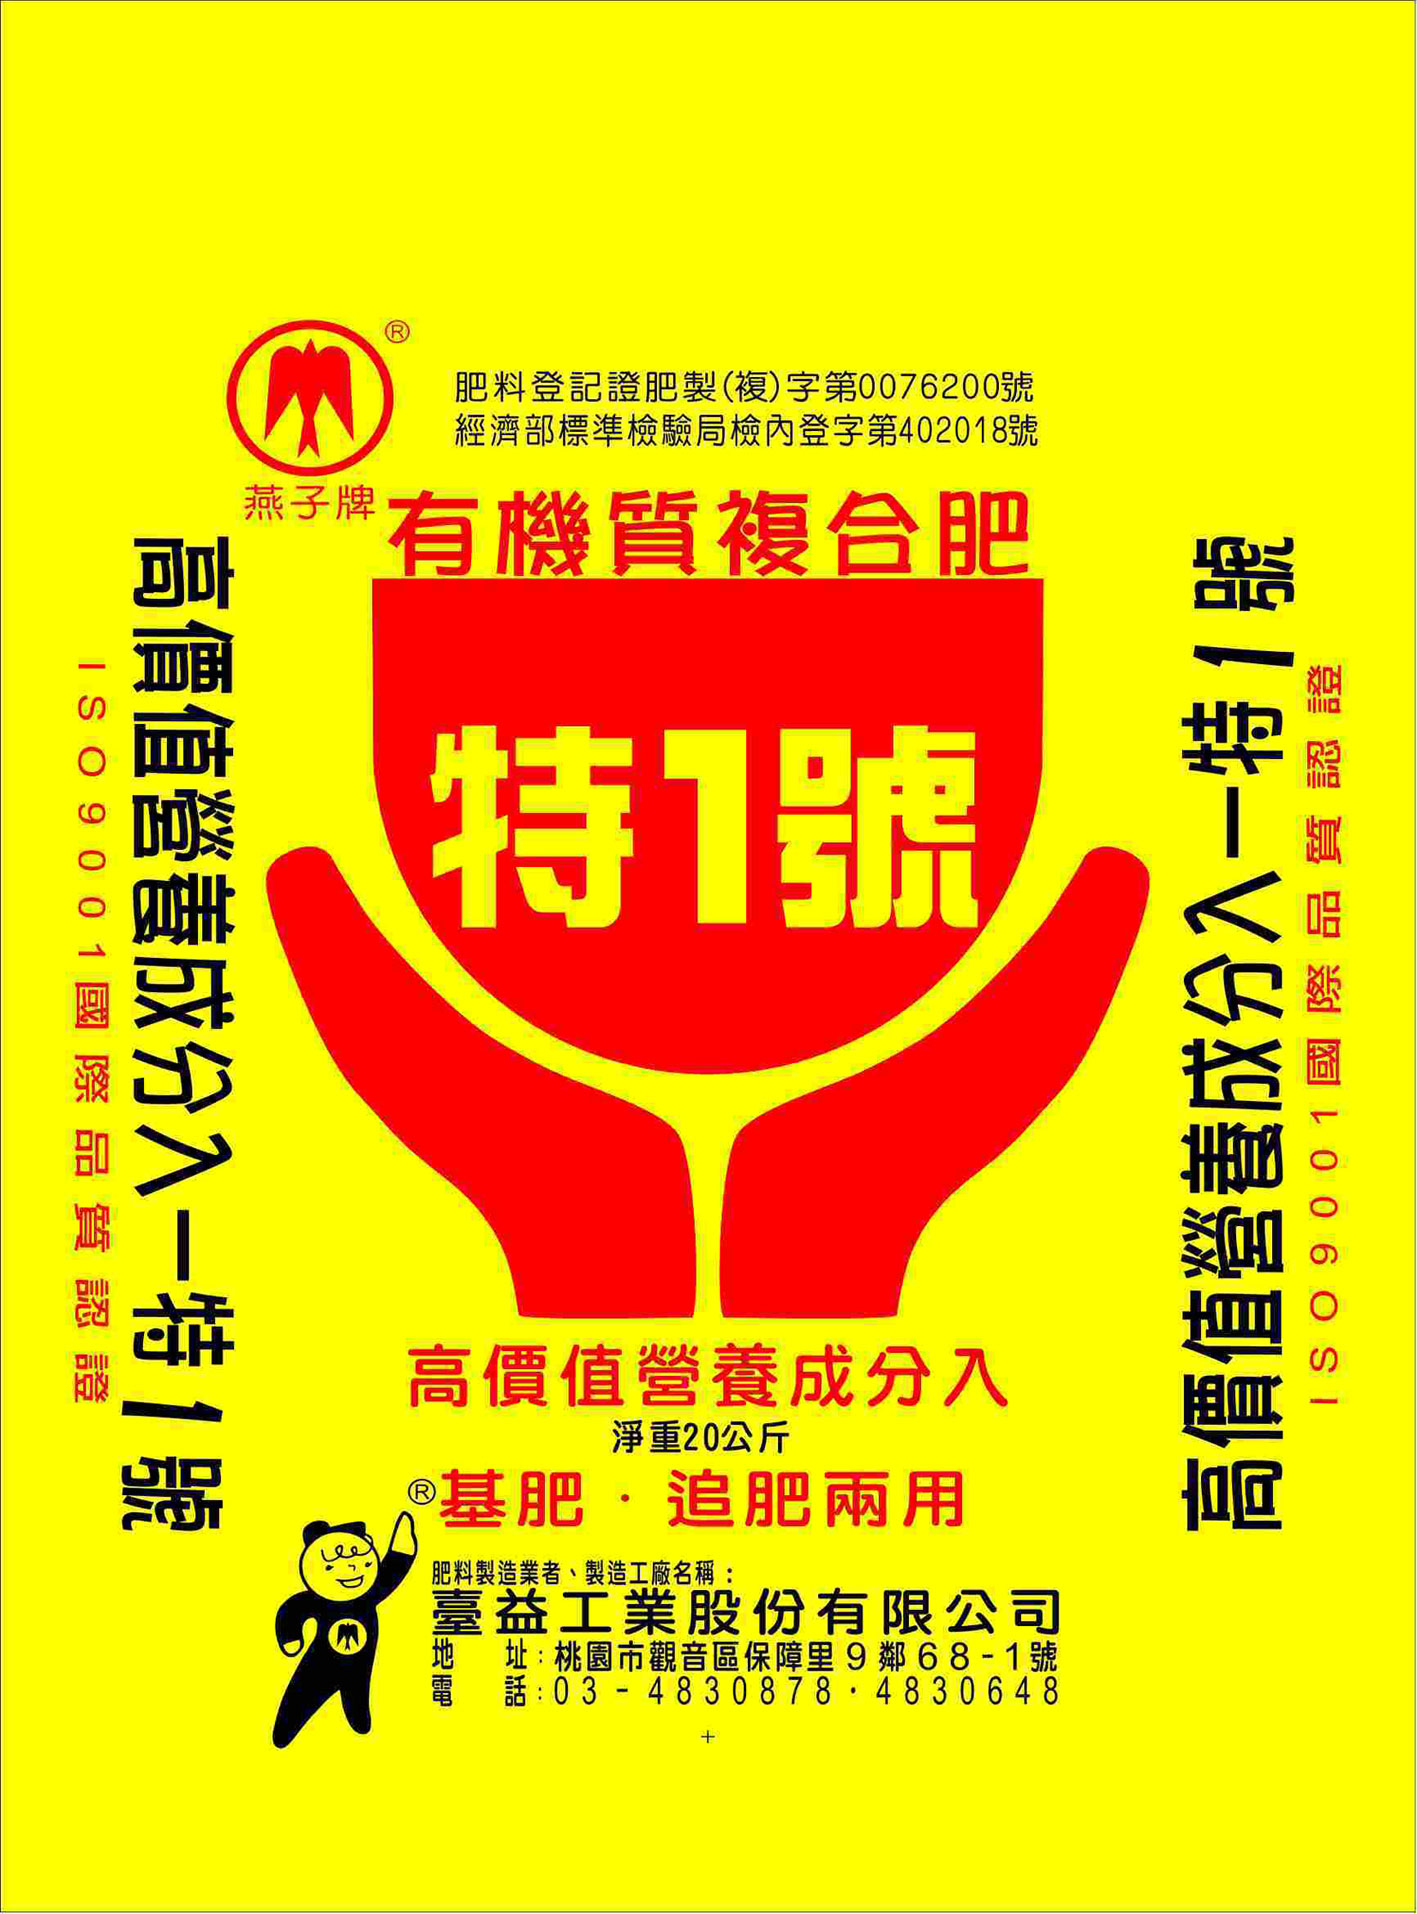 ®
肥料登記證肥製(複)字第0076200號
經濟部標準檢驗局檢內登字第402018號
燕子牌
有機質複合肥
特1號
高價值營養成分入
淨重20公斤
®基肥·追肥兩用
肥料製造業者、製造工廠名稱：
臺益工業股份有限公司
地　址：桃園市觀音區保障里9鄰68-1號
電　話：03-4830878·4830648
高價值營養成分入—特1號
ISO9001國際品質認證
高價值營養成分入—特1號
ISO9001國際品質認證